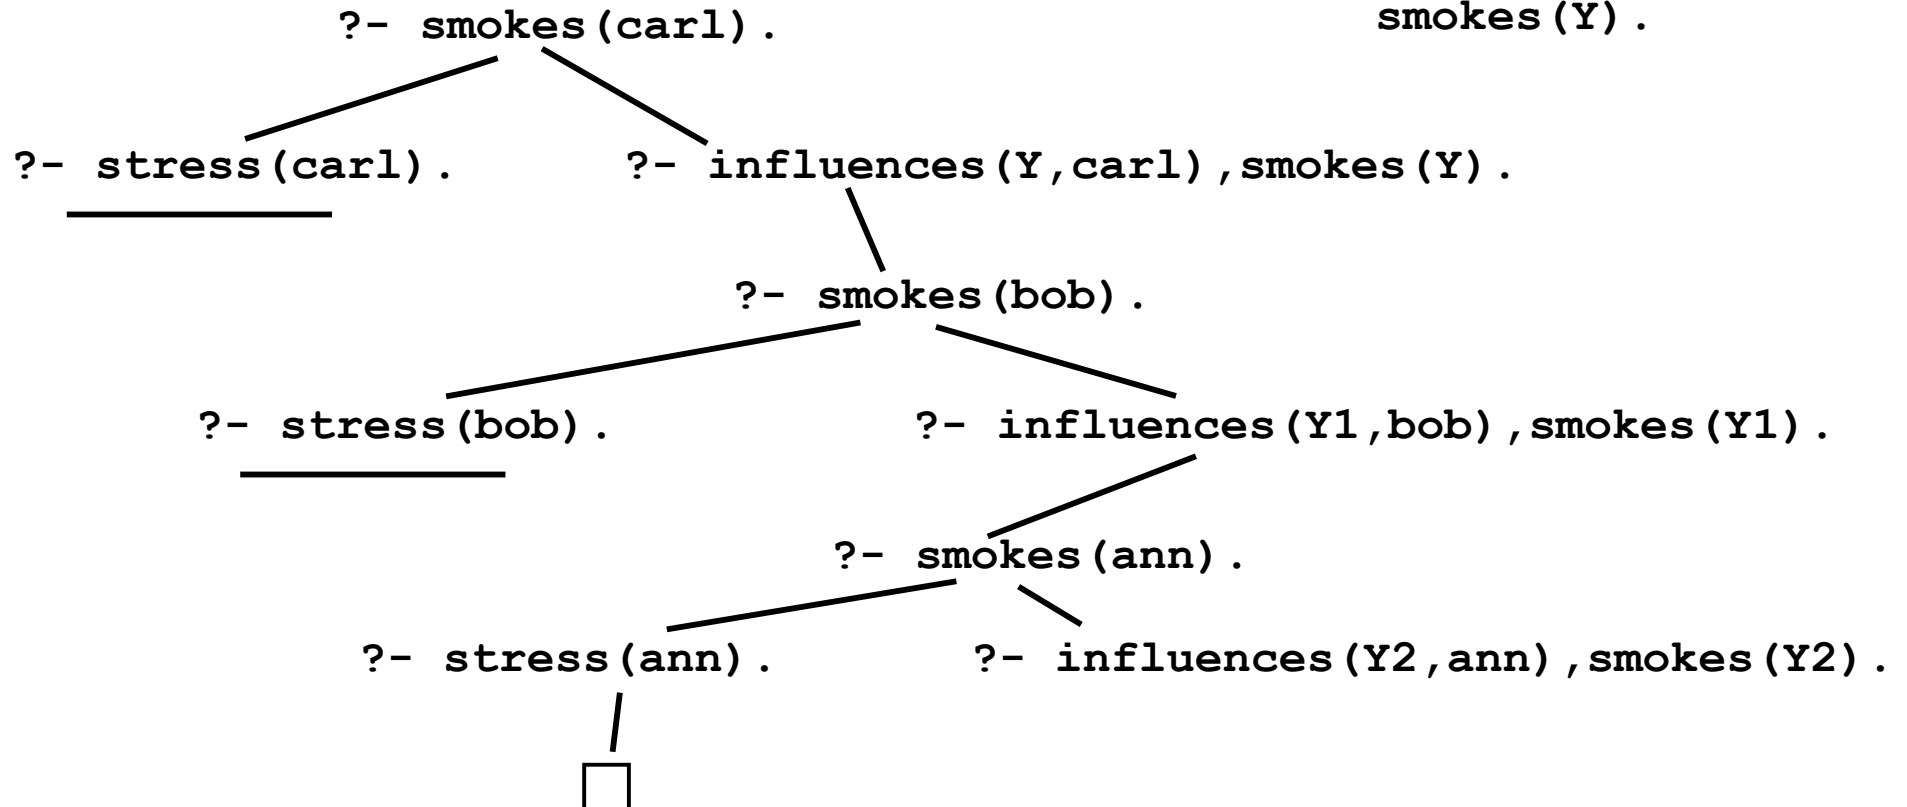 ?- smokes(carl).
smokes(Y).
?- stress(carl).
?- influences(Y,carl),smokes(Y).
?- smokes(bob).
?- stress(bob).
?- influences(Y1,bob),smokes(Y1).
?- smokes(ann).
?- stress(ann).
?- influences(Y2,ann),smokes(Y2).